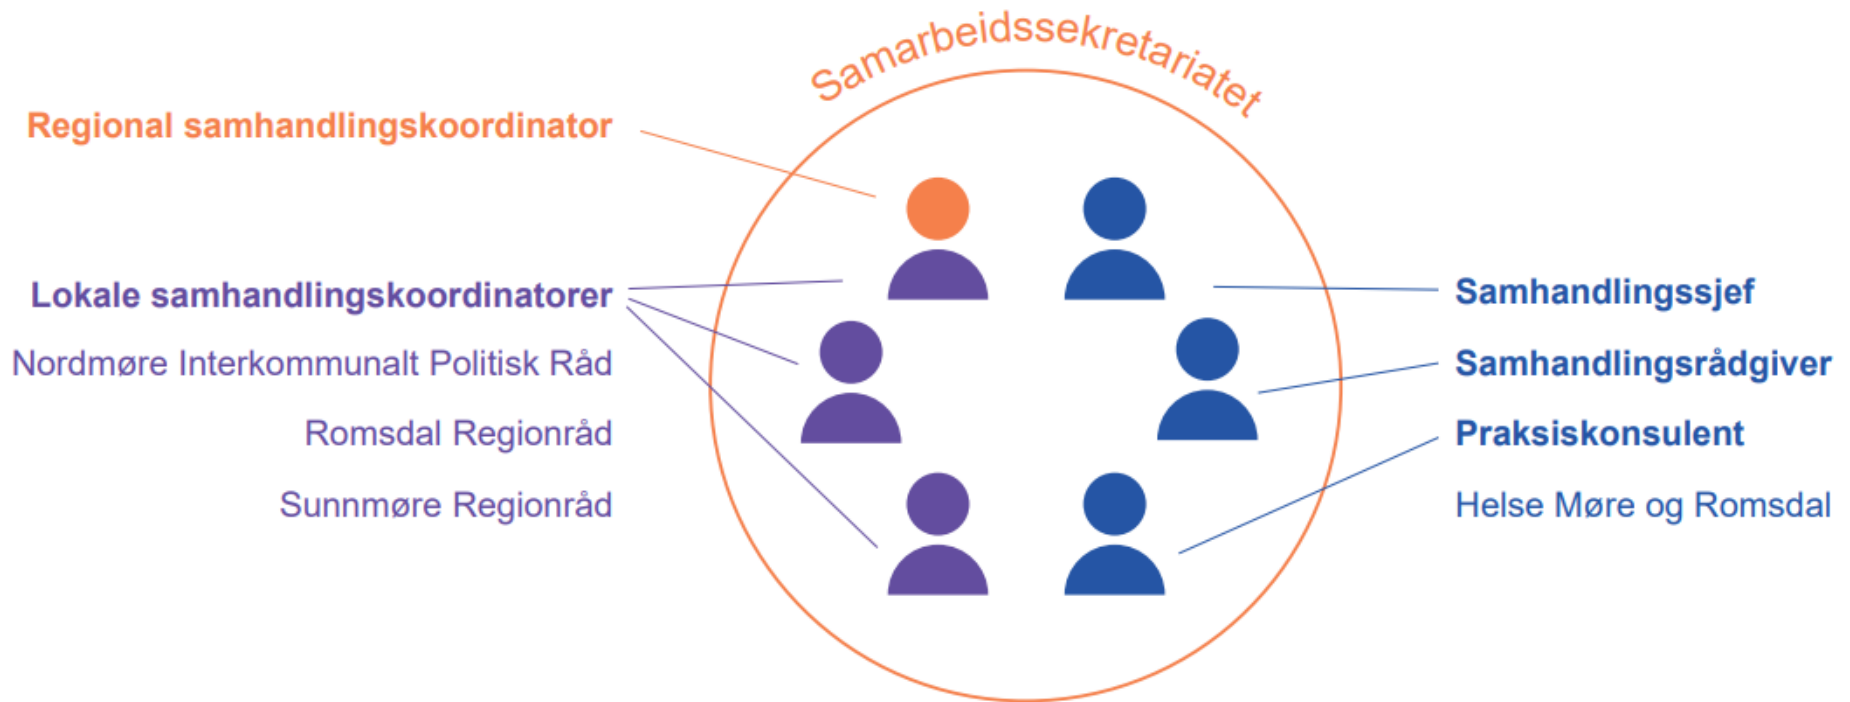 Samarbeidssekretariatet
Regional samhandlingskoordinator
Lokale samhandlingskoordinatorer
Nordmøre Interkommunalt Politisk Råd
Romsdal Regionråd
Sunnmøre Regionråd
Samhandlingssjef
Samhandlingsrådgiver
Praksiskonsulent
Helse Møre og Romsdal